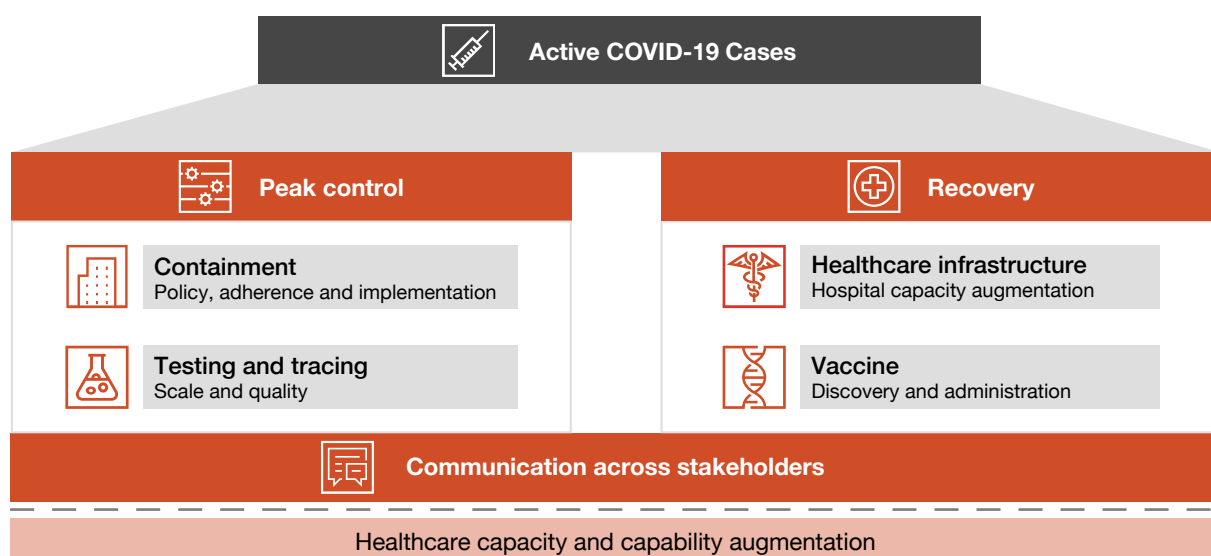 Active COVID-19 Cases
Peak control
Containment
Policy, adherence and implementation
Testing and tracing
Scale and quality
Recovery
Healthcare infrastructure
Hospital capacity augmentation
Vaccine
Discovery and administration
Communication across stakeholders
Healthcare capacity and capability augmentation